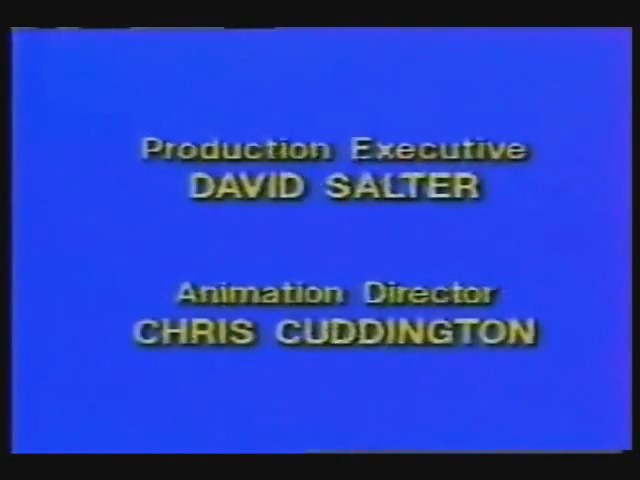 Production Executive
DAVID SALTER
Animation Director
CHRIS CUDDINGTON